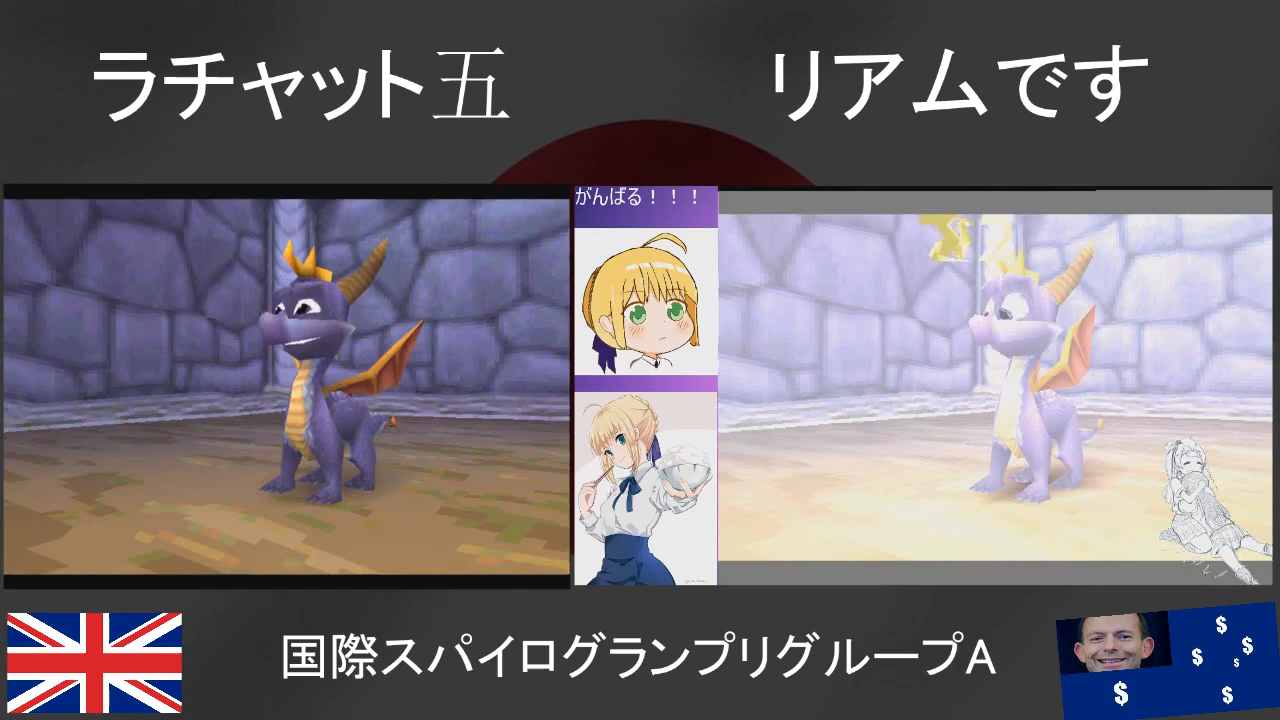 ラチャット五
リアムです
がんばる！！！
国際スパイログランプリグループA
$ $ $ $ $ $